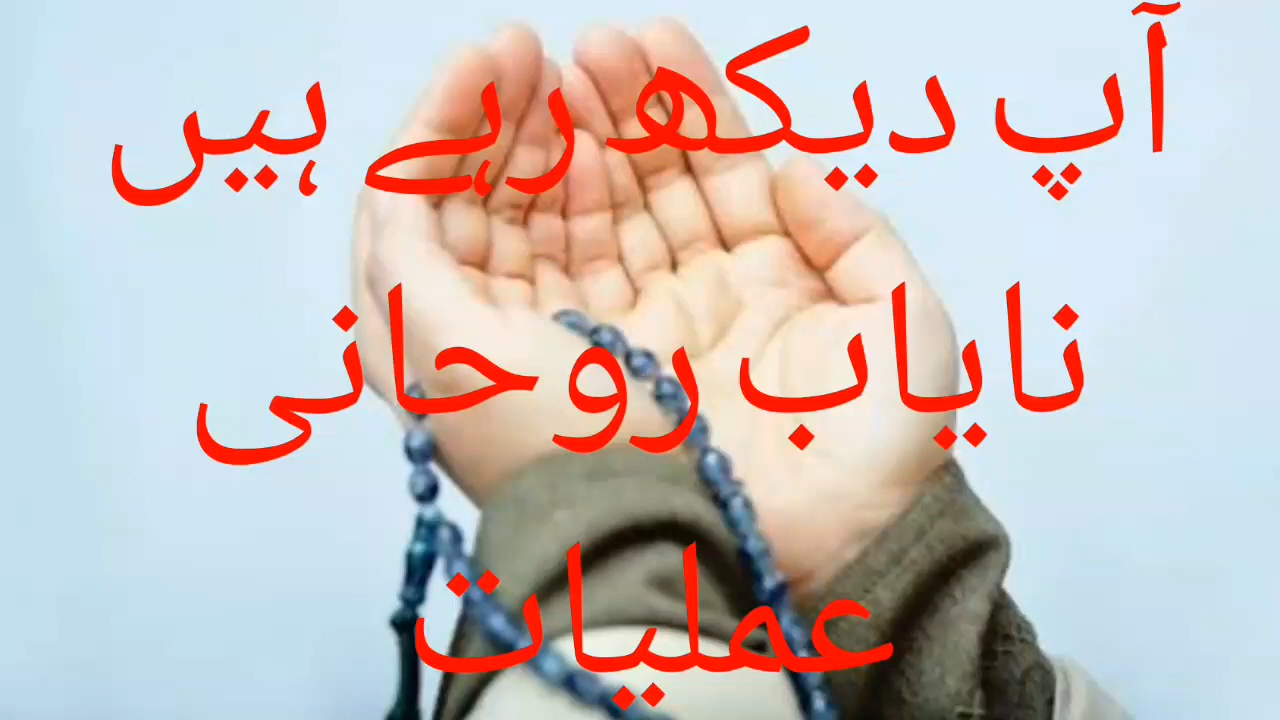 آپ دیکھ رہے ہیں
نایاب روحانی
عملیات